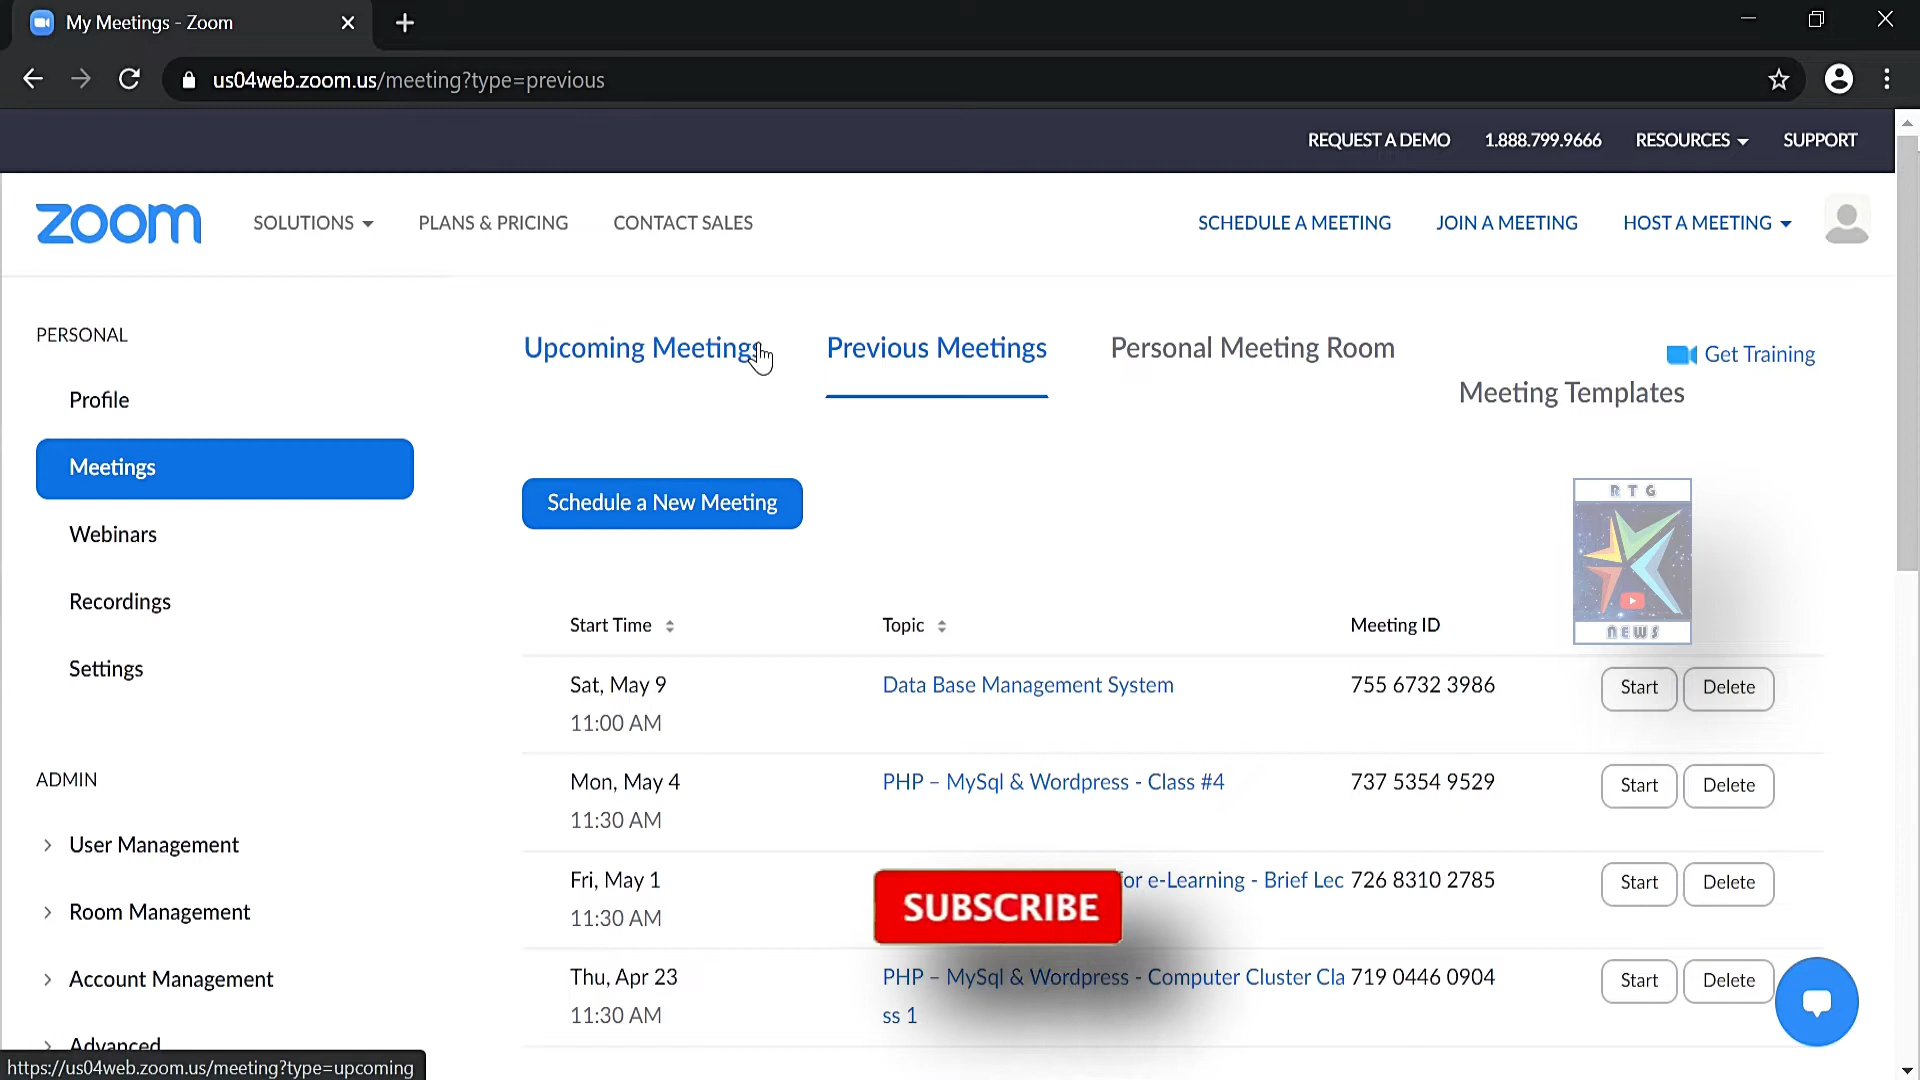 My Meetings - Zoom
us04web.zoom.us/meeting?type=previous
REQUEST A DEMO 1.888.799.9666 RESOURCES SUPPORT
zoom SOLUTIONS PLANS & PRICING CONTACT SALES SCHEDULE A MEETING JOIN A MEETING HOST A MEETING
PERSONAL
Profile
Meetings
Webinars
Recordings
Settings
ADMIN
User Management
Room Management
Account Management
Advanced
Upcoming Meetings Previous Meetings Personal Meeting Room
Get Training
Meeting Templates
Schedule a New Meeting
RTG
NEWS
Start Time Topic Meeting ID
Sat, May 9 Data Base Management System 755 6732 3986 Start Delete
11:00 AM
Mon, May 4 PHP – MySql & Wordpress - Class #4 737 5354 9529 Start Delete
11:30 AM
Fri, May 1 or e-Learning - Brief Lec 726 8310 2785 Start Delete
SUBSCRIBE
11:30 AM
Thu, Apr 23 PHP – MySql & Wordpress - Computer Cluster Cla 719 0446 0904 Start Delete
11:30 AM ss 1
https://us04web.zoom.us/meeting?type=upcoming